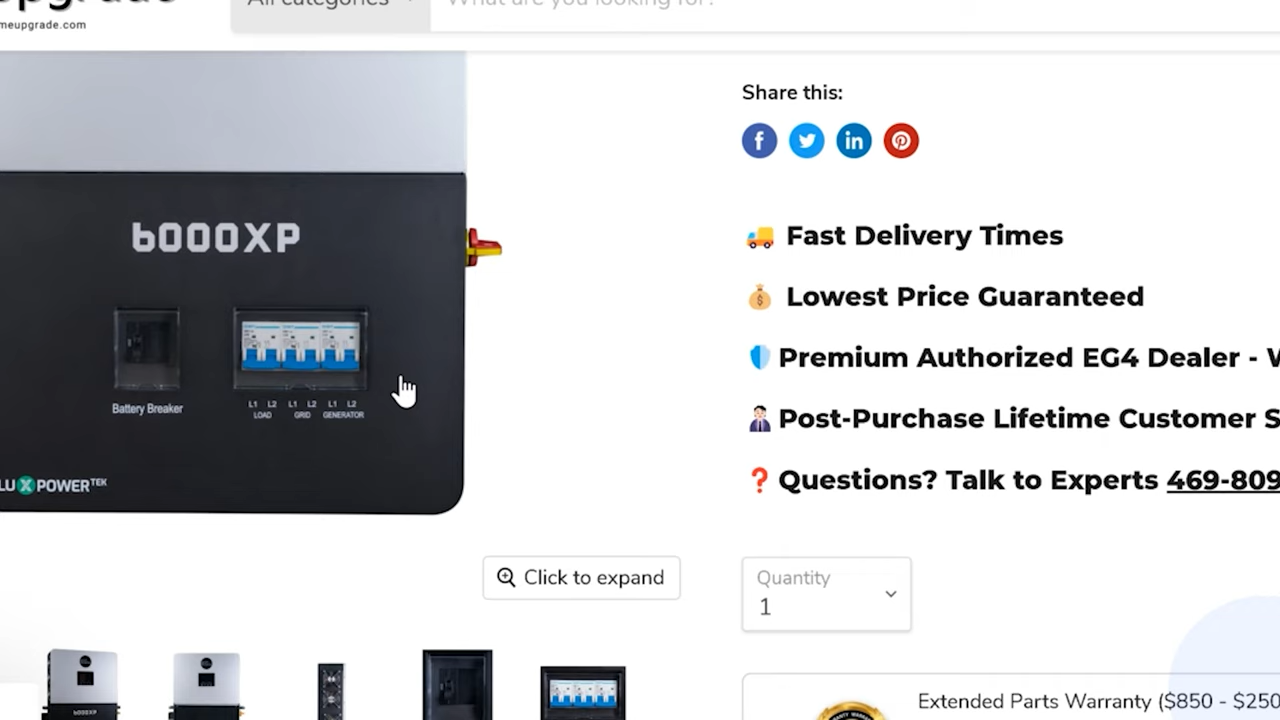 meupgrade.com
All categories
What are you looking for?
Share this:
6000XP
Fast Delivery Times
Lowest Price Guaranteed
Premium Authorized EG4 Dealer -
Post-Purchase Lifetime Customer S
Questions? Talk to Experts 469-809
Battery Breaker
L1 L2 L1 L2 L1 L2
LOAD GRID GENERATOR
LUXPOWERTEK
Click to expand
Quantity
1
Extended Parts Warranty ($850 - $250
6000XP